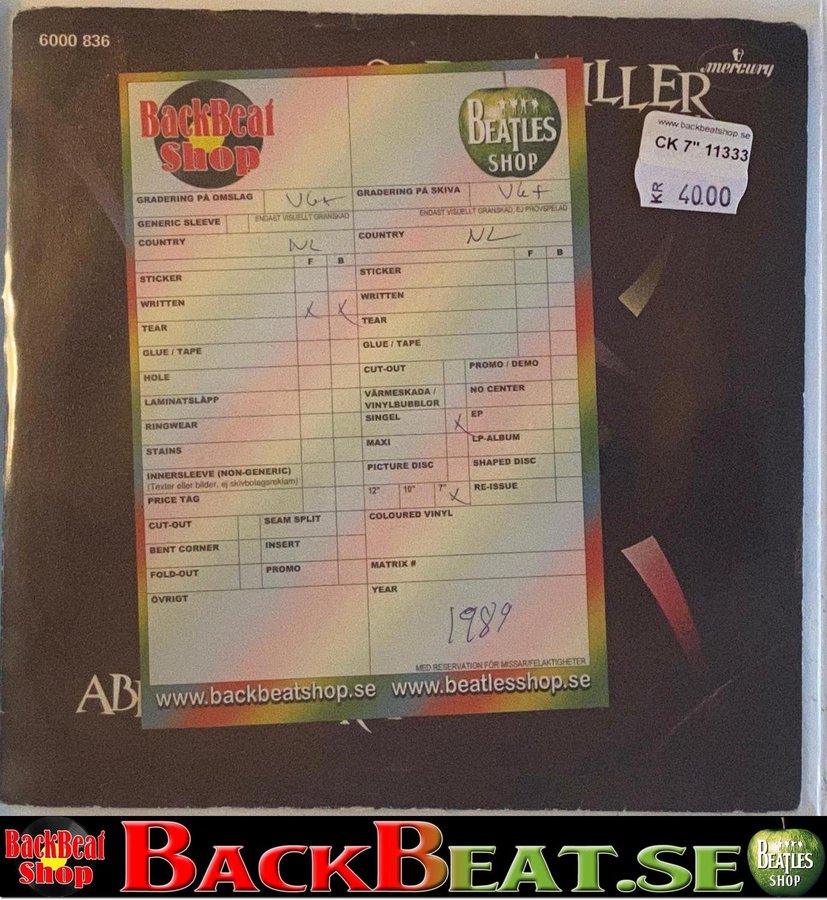 6000 836
ILLER
mercury
www.backbeatshop.se
CK 7" 11333
KR 40.00
BackBeat
Shop
BEATLES
SHOP
GRADERING PÅ OMSLAG VG+
GRADERING PÅ SKIVA VG+
GENERIC SLEEVE
ENDAST VISUELLT GRANSKAD
ENDAST VISUELLT GRANSKAD, EJ PROVSPELAD
COUNTRY NL
COUNTRY NL
F B
F B
STICKER
STICKER
WRITTEN X X
WRITTEN
TEAR
TEAR
GLUE / TAPE
GLUE / TAPE
HOLE
CUT-OUT
PROMO / DEMO
LAMINATSLÄPP
VÄRMESKADA /
VINYLBUBBLOR
NO CENTER
RINGWEAR
SINGEL X
EP
STAINS
MAXI
LP-ALBUM
INNERSLEEVE (NON-GENERIC)
(Texter eller bilder, ej skivbolagsreklam)
PICTURE DISC
SHAPED DISC
PRICE TAG
12" 10" 7" X
RE-ISSUE
CUT-OUT
SEAM SPLIT
COLOURED VINYL
BENT CORNER
INSERT
FOLD-OUT
PROMO
MATRIX #
ÖVRIGT
YEAR
1989
MED RESERVATION FÖR MISSAR/FELAKTIGHETER
www.backbeatshop.se www.beatlesshop.se
AB
BackBeat
Shop
BACKBEAT.SE
BEATLES
SHOP